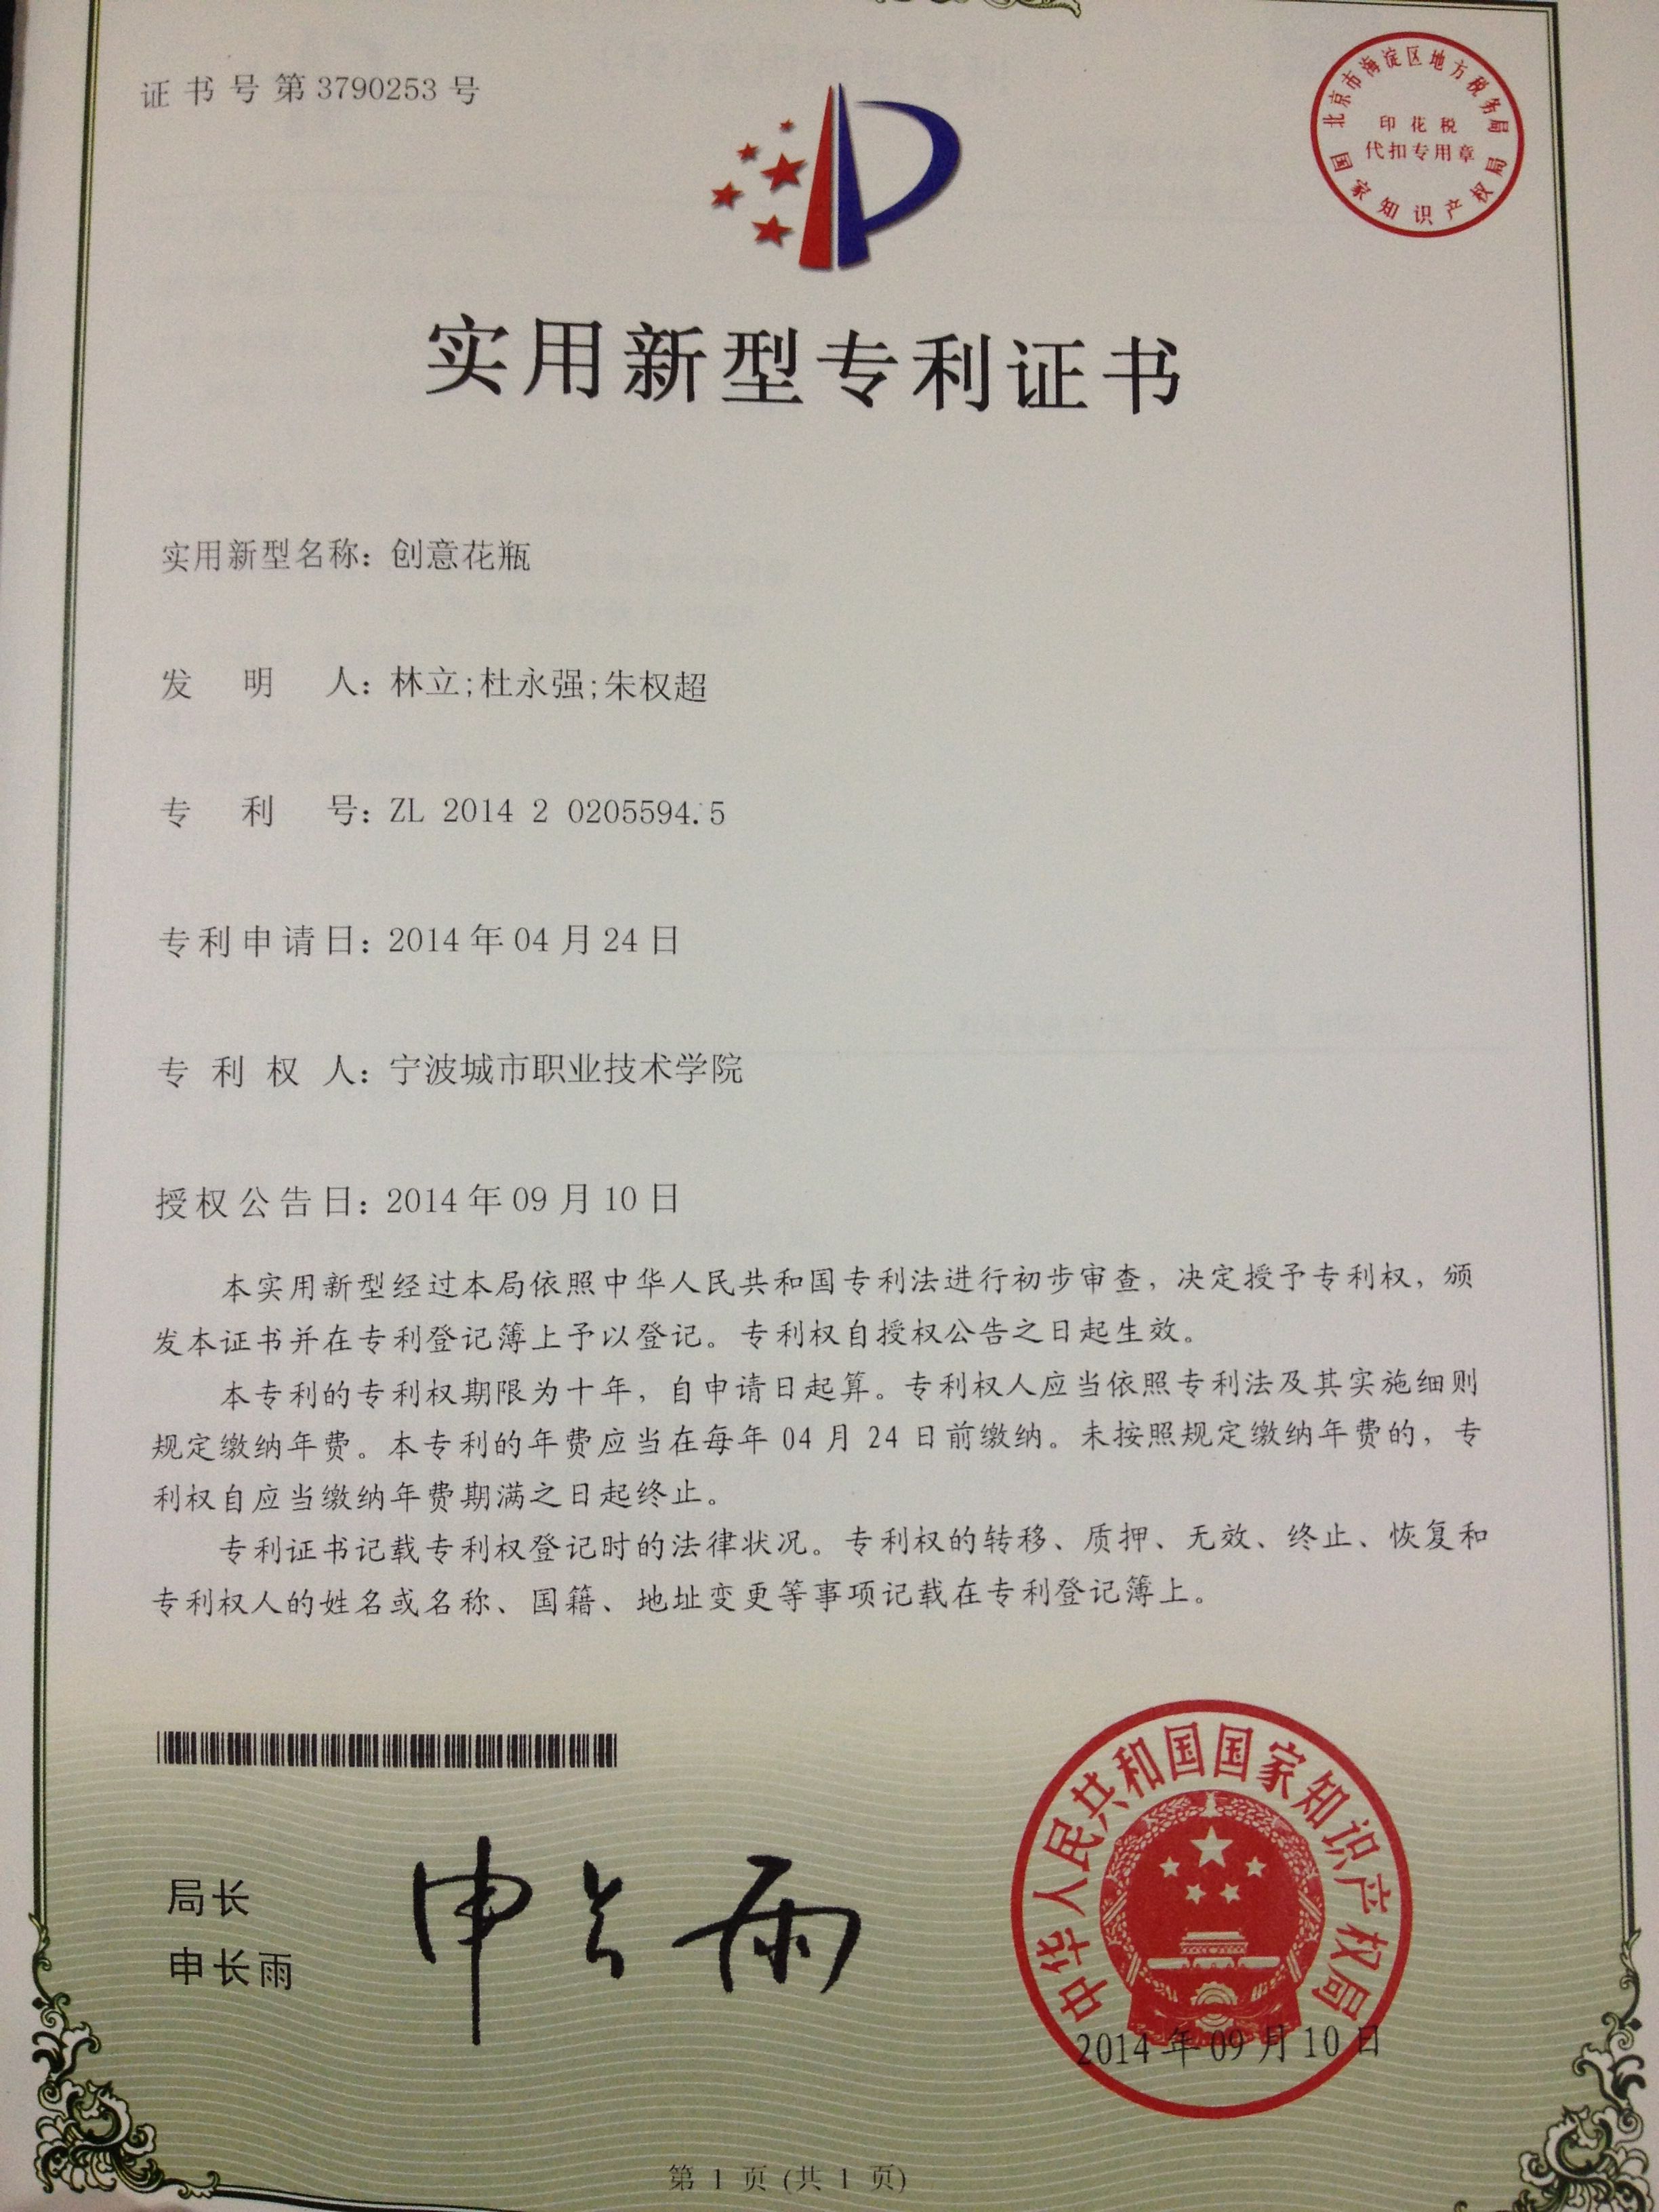 证书号第3790253号
北京市海淀区地方税务局
印花税
代扣专用章
国家知识产权局
实用新型专利证书
实用新型名称：创意花瓶
发明人：林立;杜永强;朱权超
专利号：ZL 2014 2 0205594.5
专利申请日：2014年04月24日
专利权人：宁波城市职业技术学院
授权公告日：2014年09月10日
本实用新型经过本局依照中华人民共和国专利法进行初步审查，决定授予专利权，颁
发本证书并在专利登记簿上予以登记。专利权自授权公告之日起生效。
本专利的专利权期限为十年，自申请日起算。专利权人应当依照专利法及其实施细则
规定缴纳年费。本专利的年费应当在每年04月24日前缴纳。未按照规定缴纳年费的，专
利权自应当缴纳年费期满之日起终止。
专利证书记载专利权登记时的法律状况。专利权的转移、质押、无效、终止、恢复和
专利权人的姓名或名称、国籍、地址变更等事项记载在专利登记簿上。
局长
申长雨
申长雨
中华人民共和国国家知识产权局
2014年09月10日
第1页(共1页)